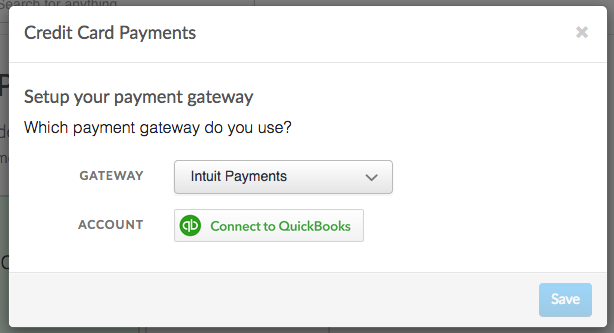 Search for anything
Credit Card Payments
×
Setup your payment gateway
Which payment gateway do you use?
GATEWAY Intuit Payments
ACCOUNT qb Connect to QuickBooks
Save